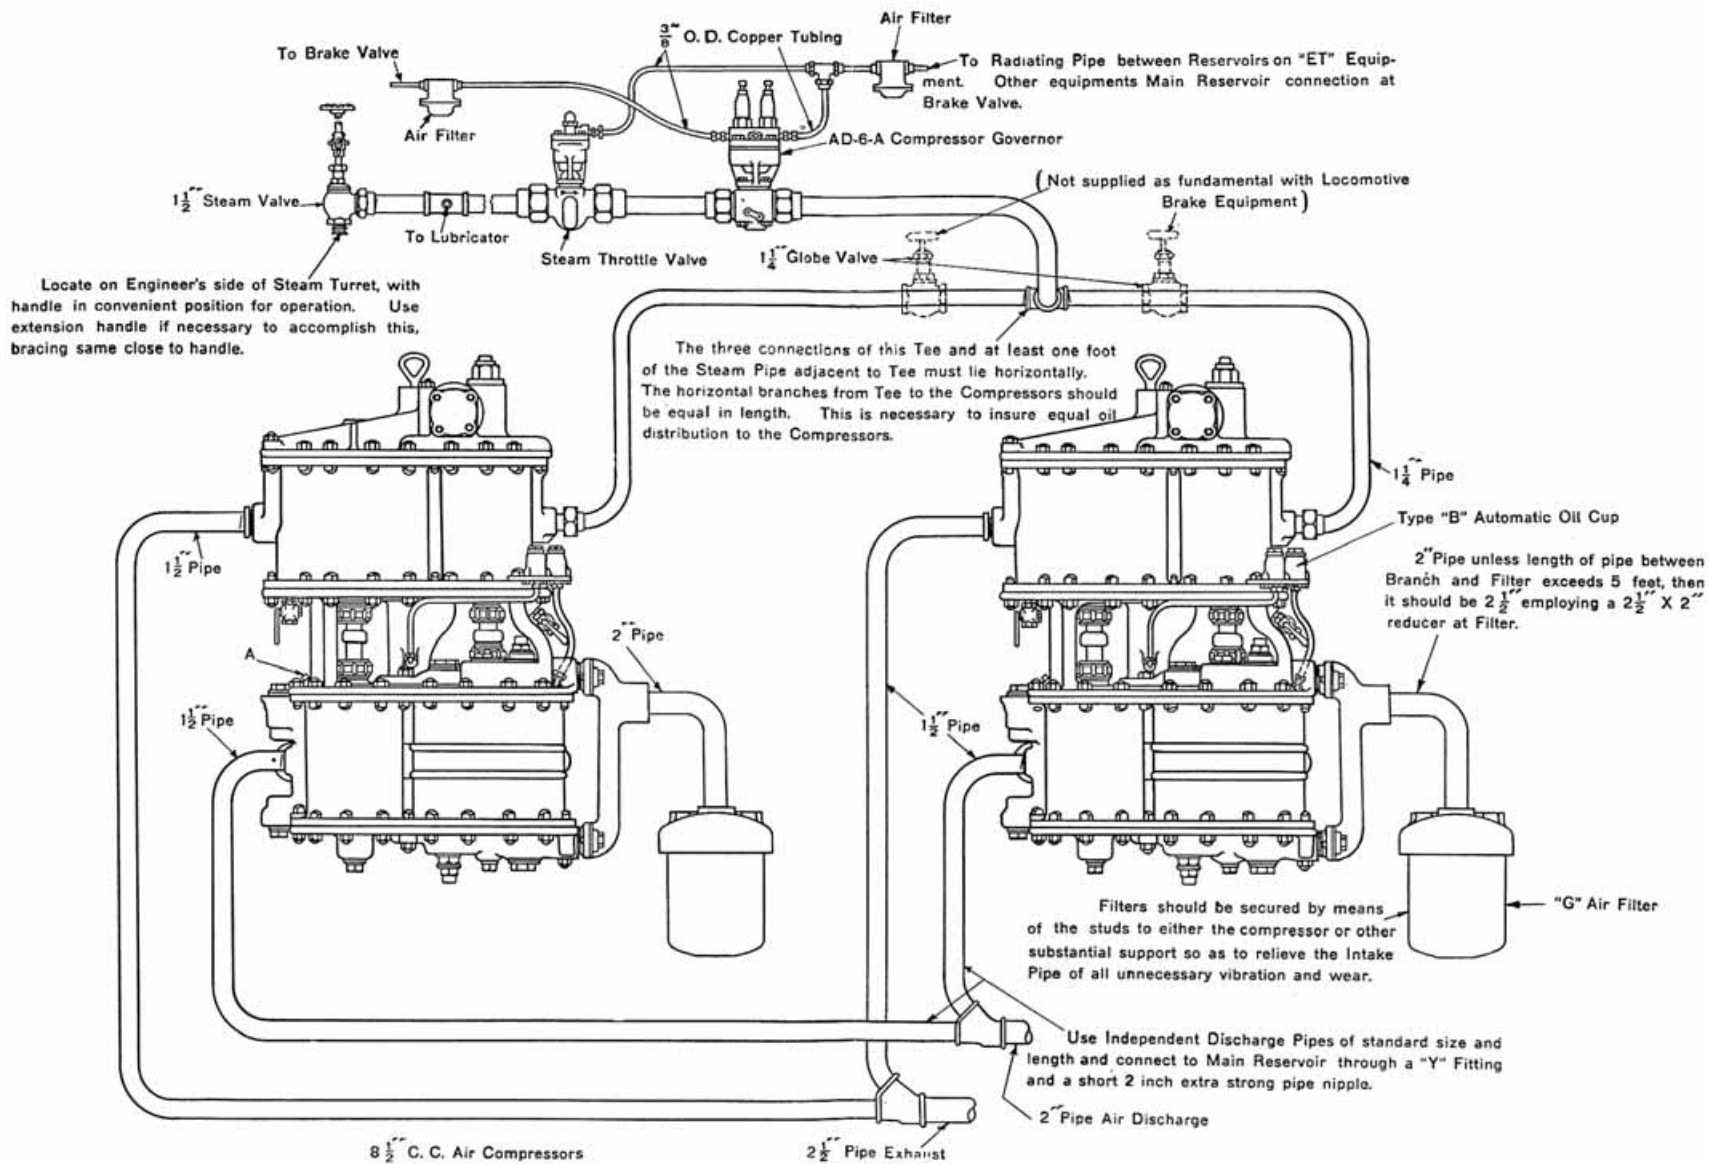 Air Filter
3/8" O. D. Copper Tubing
To Brake Valve
To Radiating Pipe between Reservoirs on "ET" Equip-
ment. Other equipments Main Reservoir connection at
Brake Valve.
Air Filter
AD-6-A Compressor Governor
1 1/2" Steam Valve
(Not supplied as fundamental with Locomotive
Brake Equipment)
To Lubricator
Steam Throttle Valve
1 1/4" Globe Valve
Locate on Engineer's side of Steam Turret, with
handle in convenient position for operation. Use
extension handle if necessary to accomplish this,
bracing same close to handle.
The three connections of this Tee and at least one foot
of the Steam Pipe adjacent to Tee must lie horizontally.
The horizontal branches from Tee to the Compressors should
be equal in length. This is necessary to insure equal oil
distribution to the Compressors.
1 1/4" Pipe
Type "B" Automatic Oil Cup
1 1/2" Pipe
2" Pipe unless length of pipe between
Branch and Filter exceeds 5 feet, then
it should be 2 1/2" employing a 2 1/2" X 2"
reducer at Filter.
2" Pipe
A
1 1/2" Pipe
1 1/2" Pipe
Filters should be secured by means
of the studs to either the compressor or other
substantial support so as to relieve the Intake
Pipe of all unnecessary vibration and wear.
"G" Air Filter
Use Independent Discharge Pipes of standard size and
length and connect to Main Reservoir through a "Y" Fitting
and a short 2 inch extra strong pipe nipple.
2" Pipe Air Discharge
8 1/2" C. C. Air Compressors
2 1/2" Pipe Exhaust